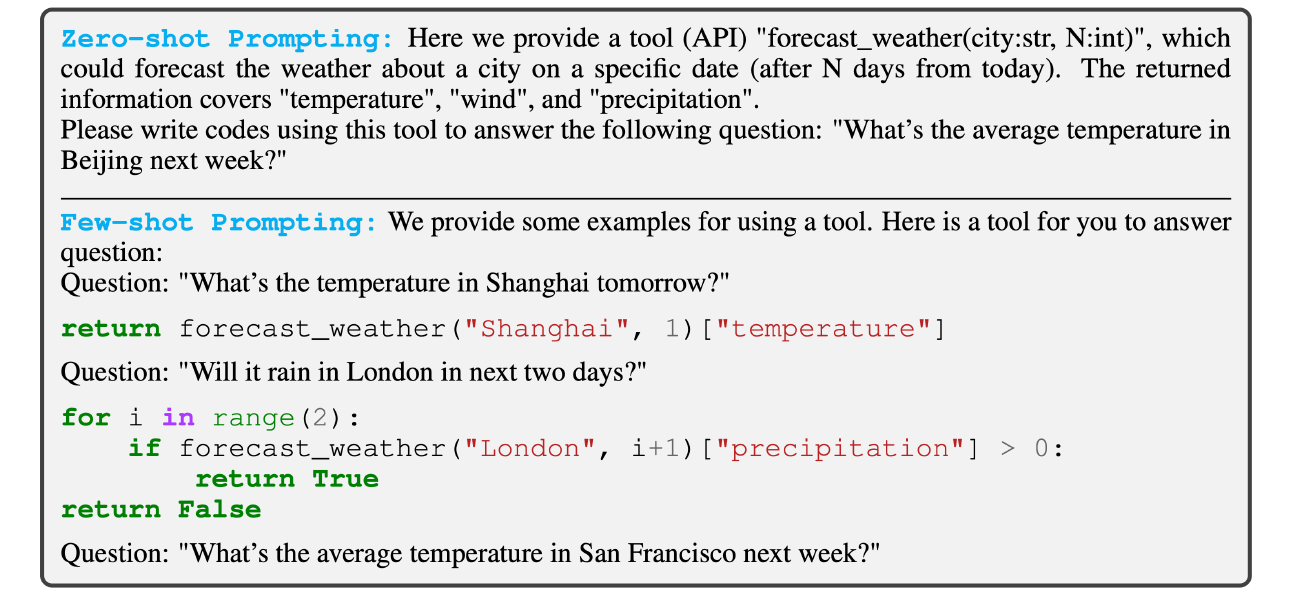 Zero-shot Prompting: Here we provide a tool (API) "forecast_weather(city:str, N:int)", which
could forecast the weather about a city on a specific date (after N days from today). The returned
information covers "temperature", "wind", and "precipitation".
Please write codes using this tool to answer the following question: "What’s the average temperature in
Beijing next week?"
Few-shot Prompting: We provide some examples for using a tool. Here is a tool for you to answer
question:
Question: "What’s the temperature in Shanghai tomorrow?"
return forecast_weather("Shanghai", 1)["temperature"]
Question: "Will it rain in London in next two days?"
for i in range(2):
    if forecast_weather("London", i+1)["precipitation"] > 0:
        return True
return False
Question: "What’s the average temperature in San Francisco next week?"